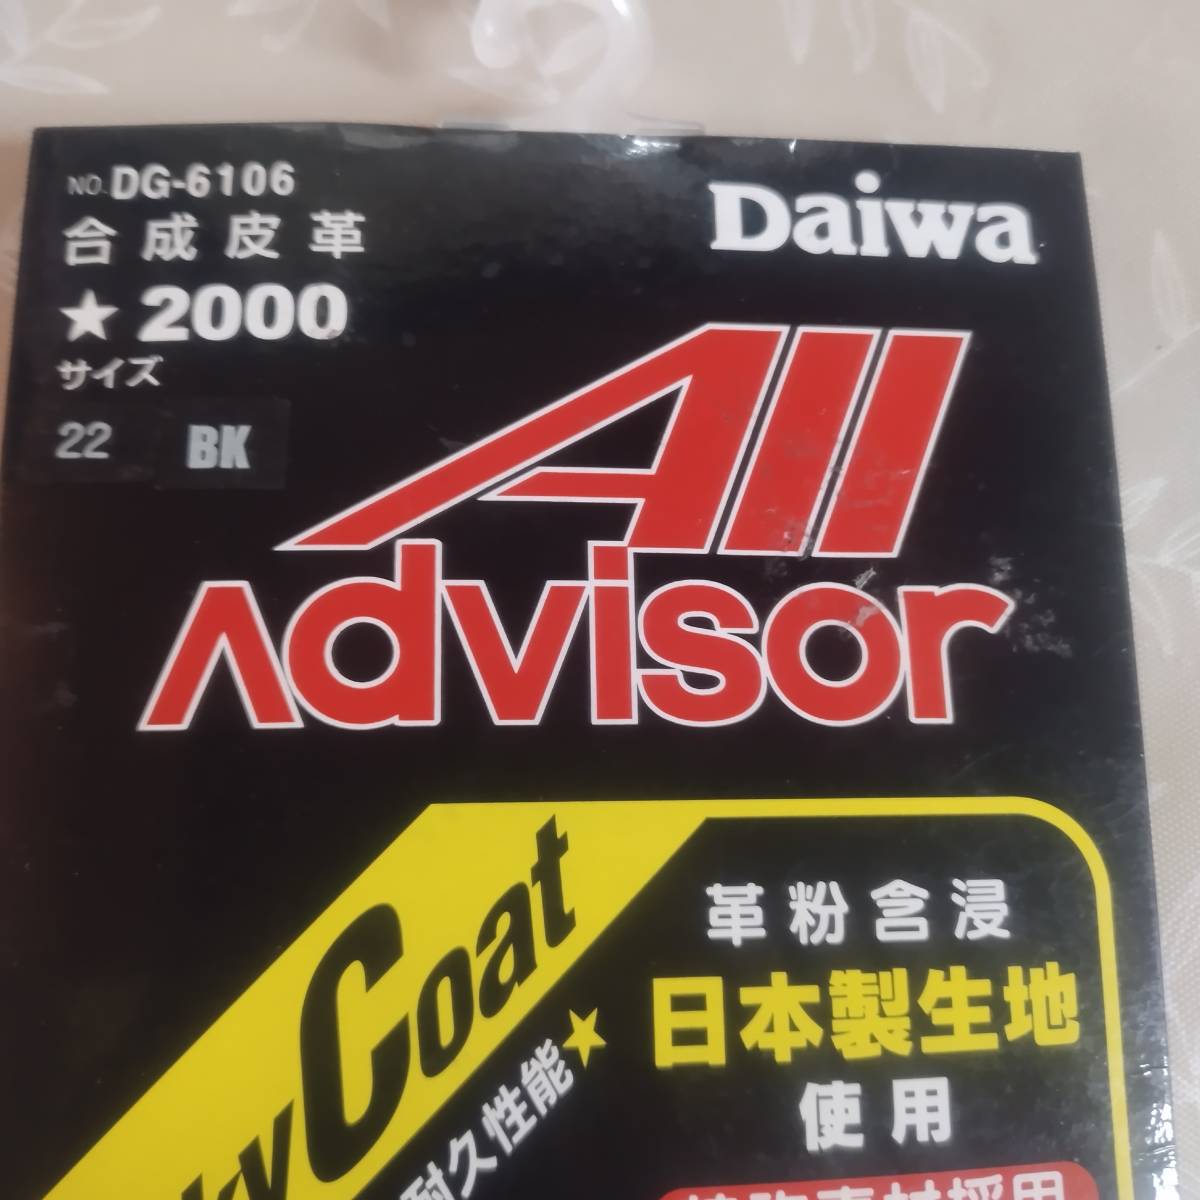 NO. DG-6106
合成皮革
★2000
サイズ
22 BK
Daiwa
All
Advisor
Coat
耐久性能★
革粉含浸
日本製生地
使用